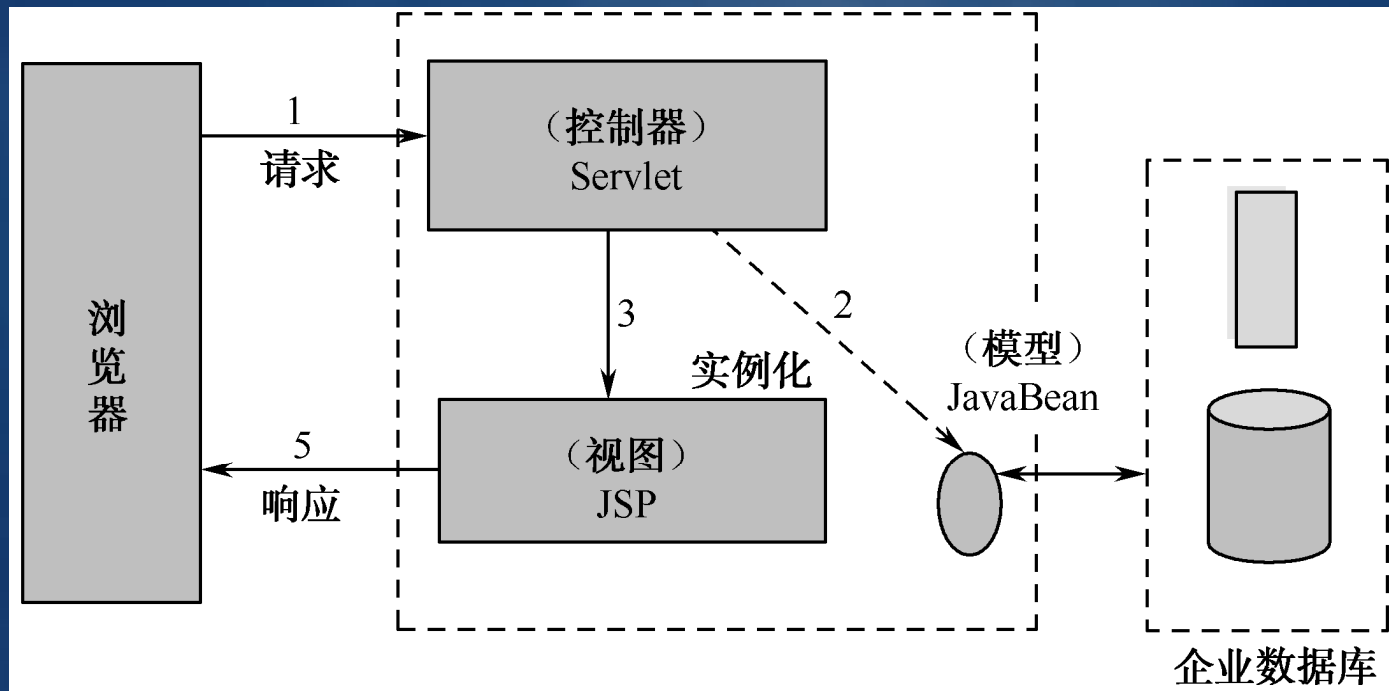 1
请求
（控制器）
Servlet
浏
览
器
3
2
实例化
（模型）
JavaBean
5
响应
（视图）
JSP
企业数据库